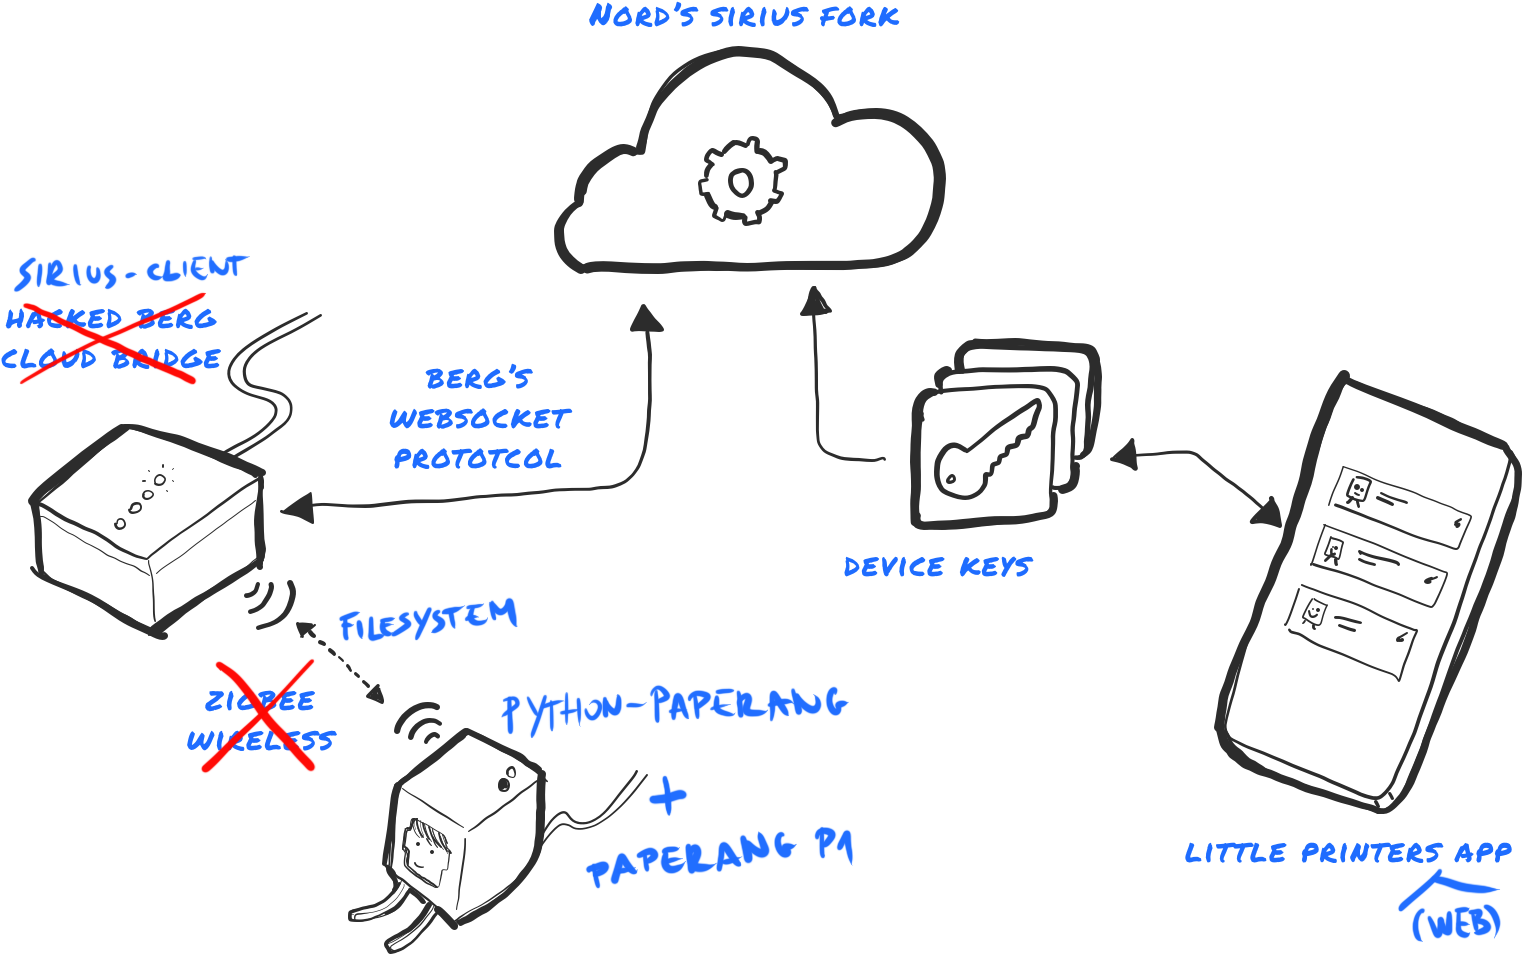 NORD'S SIRIUS FORK
SIRIUS-CLIENT
HACKED BERG
CLOUD BRIDGE
BERG'S
WEBSOCKET
PROTOTCOL
DEVICE KEYS
FILESYSTEM
ZIGBEE
WIRELESS
PYTHON-PAPERANG
+
PAPERANG P1
LITTLE PRINTERS APP
(WEB)